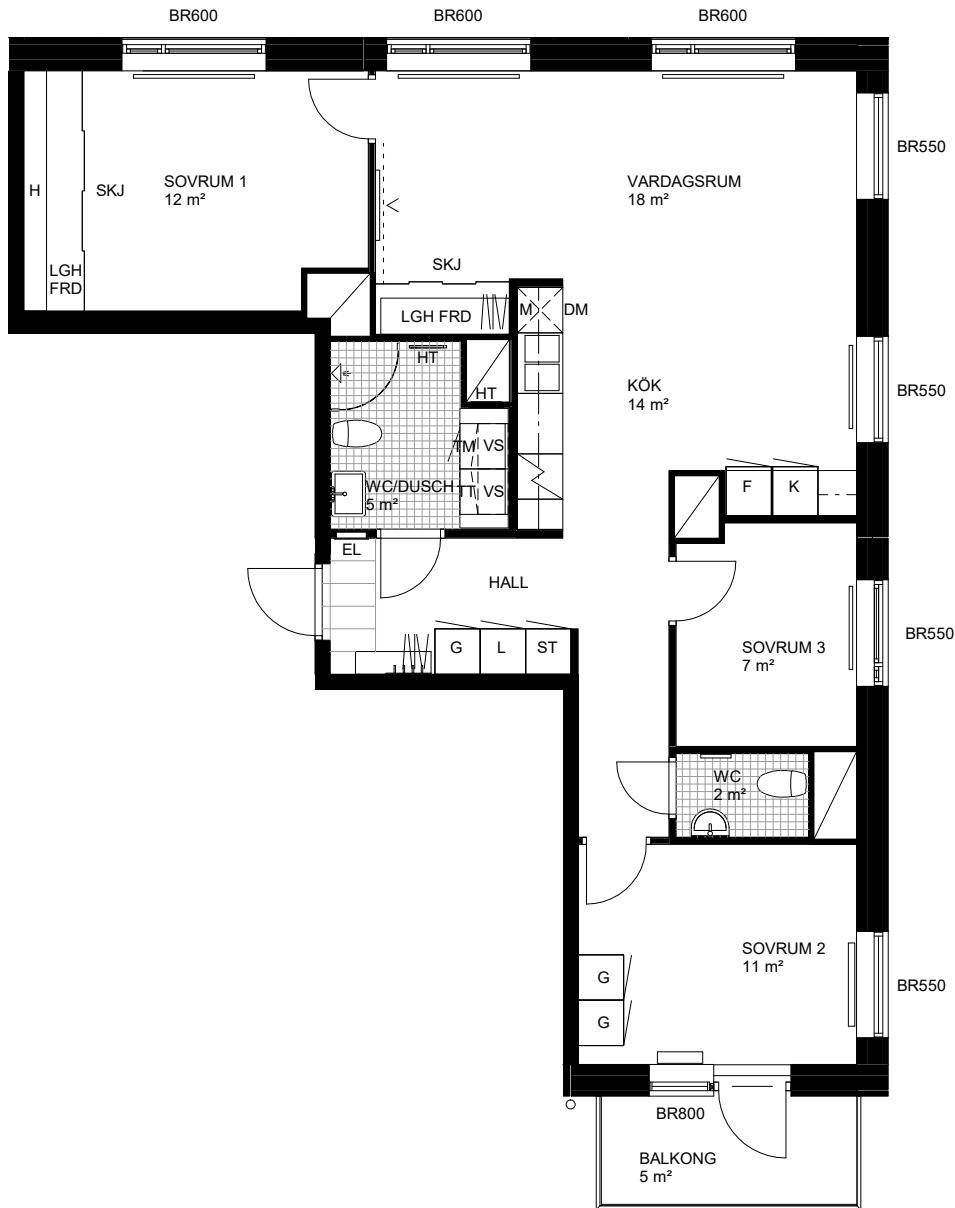 BR600
BR600
BR600
BR550
SOVRUM 1
12 m²
VARDAGSRUM
18 m²
H
SKJ
LGH
FRD
SKJ
LGH FRD
M
DM
HT
HT
KÖK
14 m²
BR550
TM
VS
WC/DUSCH
5 m²
TT
VS
F
K
EL
HALL
G
L
ST
SOVRUM 3
7 m²
BR550
WC
2 m²
SOVRUM 2
11 m²
G
G
BR550
BR800
BALKONG
5 m²